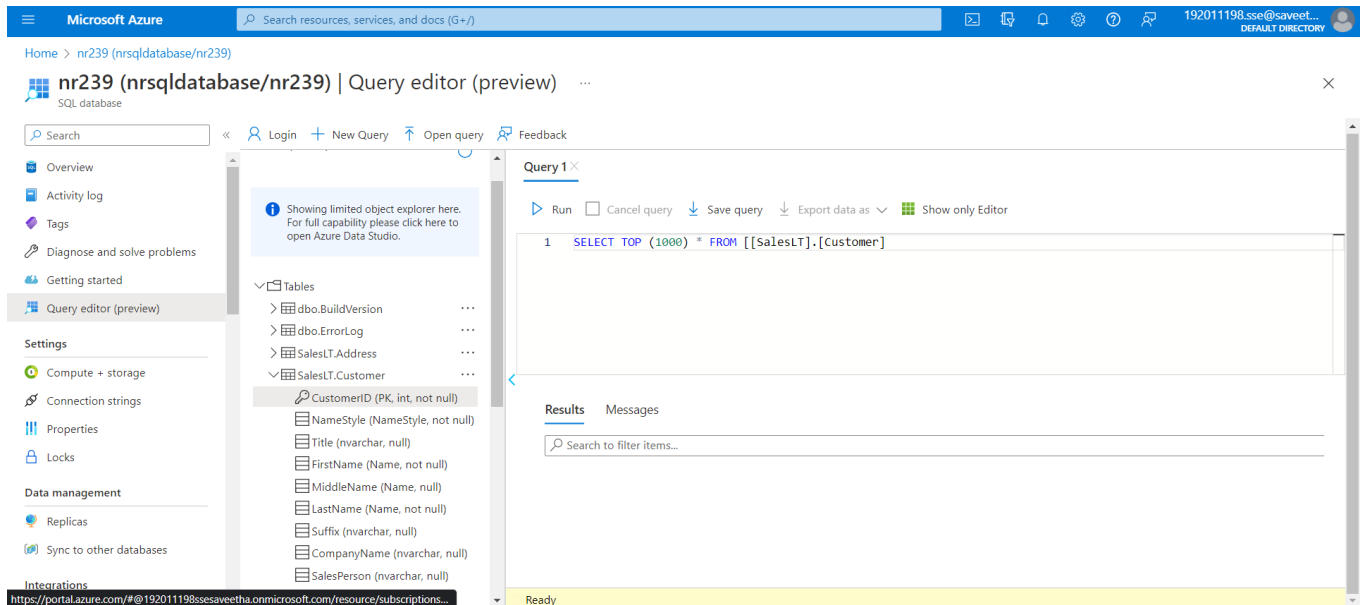 Microsoft Azure
Search resources, services, and docs (G+/)
192011198.sse@saveet...
DEFAULT DIRECTORY
Home > nr239 (nrsqldatabase/nr239)
nr239 (nrsqldatabase/nr239) | Query editor (preview) ...
SQL database
Search
«
Login
New Query
Open query
Feedback
Overview
Activity log
Tags
Diagnose and solve problems
Getting started
Query editor (preview)
Settings
Compute + storage
Connection strings
Properties
Locks
Data management
Replicas
Sync to other databases
Integrations
https://portal.azure.com/#@192011198ssesaveetha.onmicrosoft.com/resource/subscriptions...
Showing limited object explorer here.
For full capability please click here to
open Azure Data Studio.
Tables
dbo.BuildVersion ...
dbo.ErrorLog ...
SalesLT.Address ...
SalesLT.Customer ...
CustomerID (PK, int, not null)
NameStyle (NameStyle, not null)
Title (nvarchar, null)
FirstName (Name, not null)
MiddleName (Name, null)
LastName (Name, not null)
Suffix (nvarchar, null)
CompanyName (nvarchar, null)
SalesPerson (nvarchar, null)
Query 1
Run
Cancel query
Save query
Export data as
Show only Editor
1 SELECT TOP (1000) * FROM [[SalesLT].[Customer]
Results Messages
Search to filter items...
Ready